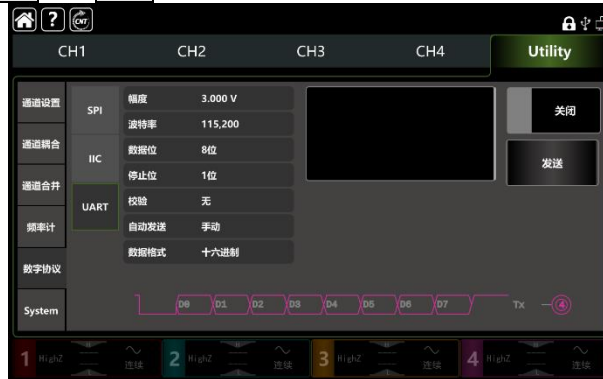 ? CNT
CH1 CH2 CH3 CH4 Utility
通道设置
通道耦合
通道合并
频率计
数字协议
System
SPI
IIC
UART
幅度 3.000 V
波特率 115,200
数据位 8位
停止位 1位
校验 无
自动发送 手动
数据格式 十六进制
关闭
发送
D0 D1 D2 D3 D4 D5 D6 D7 Tx ④
1 HighZ 连续 2 HighZ 连续 3 HighZ 连续 4 HighZ 连续